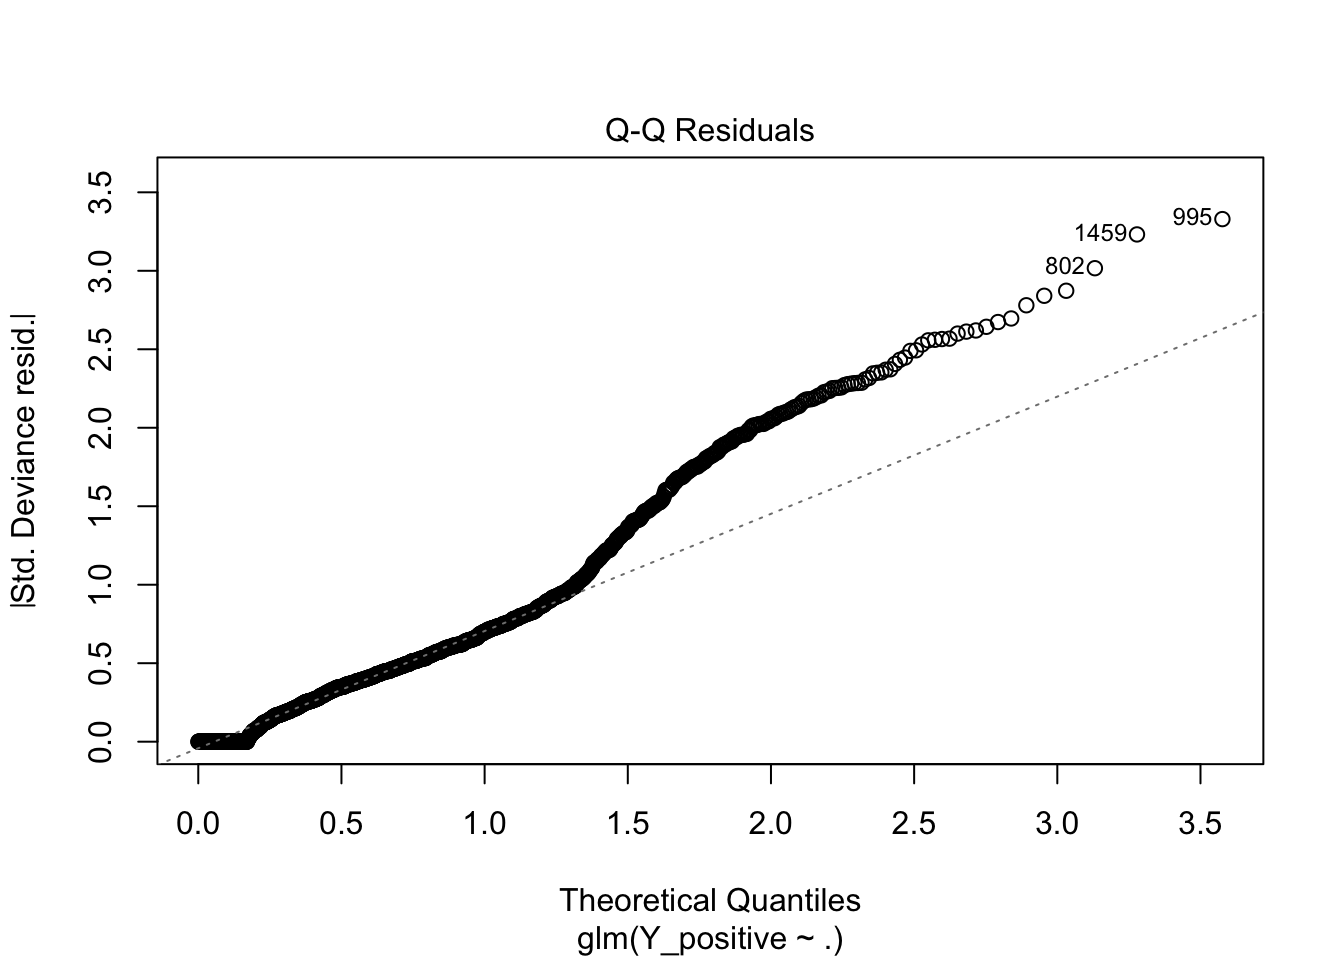 Q-Q Residuals
|Std. Deviance resid.|
3.5
3.0
2.5
2.0
1.5
1.0
0.5
0.0
995
1459
802
0.0 0.5 1.0 1.5 2.0 2.5 3.0 3.5
Theoretical Quantiles
glm(Y_positive ~ .)